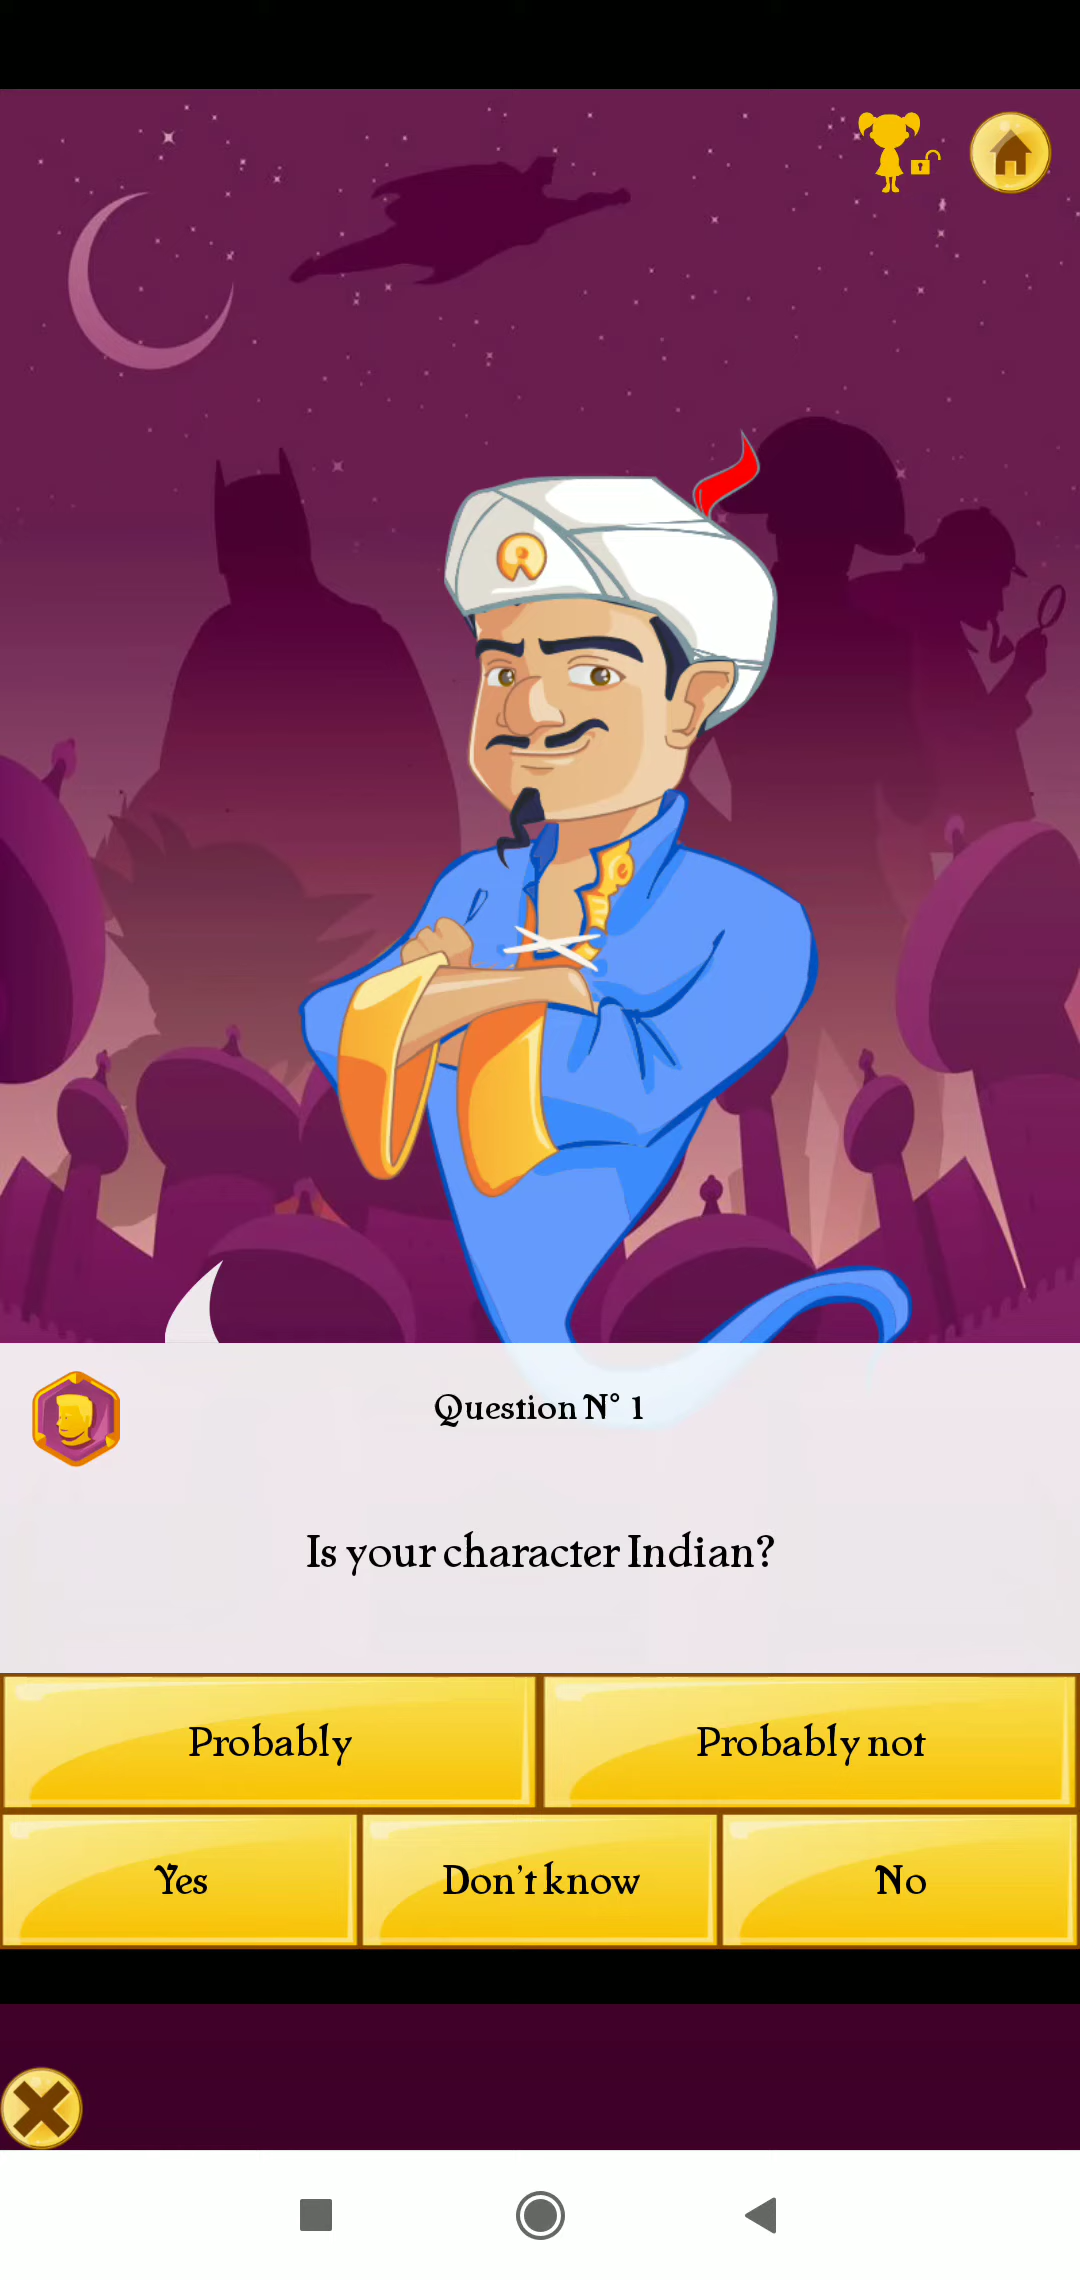 Question N° 1
Is your character Indian?
Probably
Probably not
Yes
Don't know
No